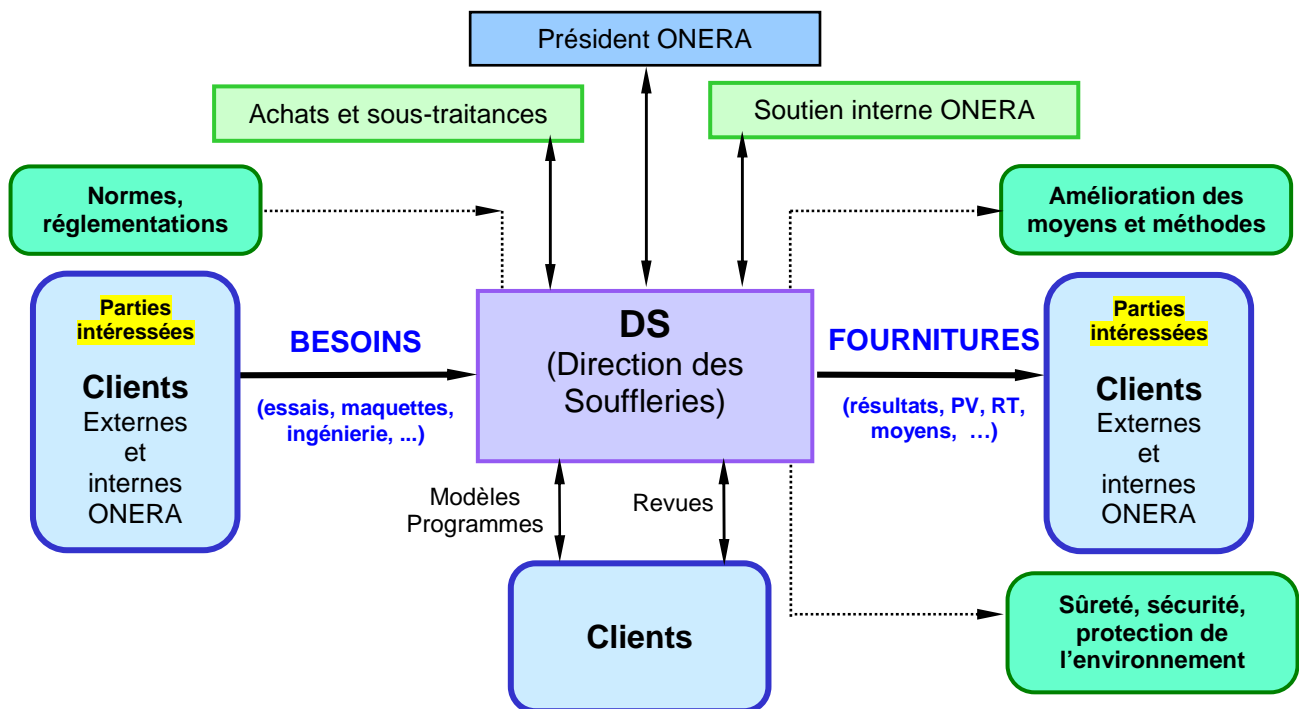 Président ONERA
Achats et sous-traitances
Soutien interne ONERA
Normes,
réglementations
Amélioration des
moyens et méthodes
Parties
intéressées
Clients
Externes
et
internes
ONERA
BESOINS
(essais, maquettes,
ingénierie, ...)
DS
(Direction des
Souffleries)
FOURNITURES
(résultats, PV, RT,
moyens, …)
Parties
intéressées
Clients
Externes
et
internes
ONERA
Modèles
Programmes
Revues
Clients
Sûreté, sécurité,
protection de
l’environnement